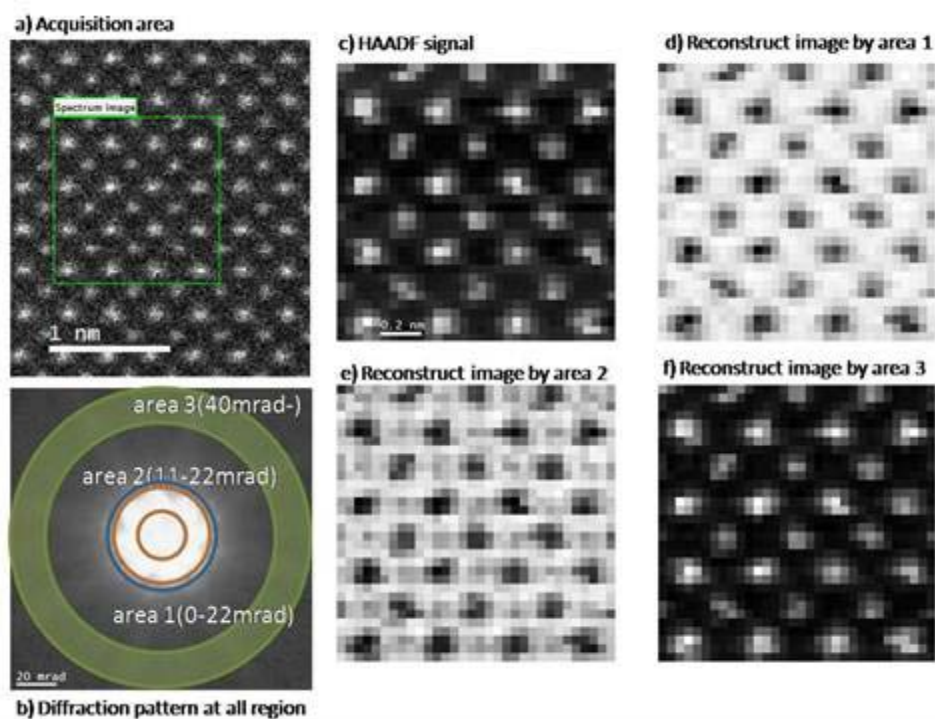 a) Acquisition area
Spectrum Image
1 nm
c) HAADF signal
0.2 nm
d) Reconstruct image by area 1
area 3(40mrad-)
area 2(11-22mrad)
area 1(0-22mrad)
20 mrad
b) Diffraction pattern at all region
e) Reconstruct image by area 2
f) Reconstruct image by area 3